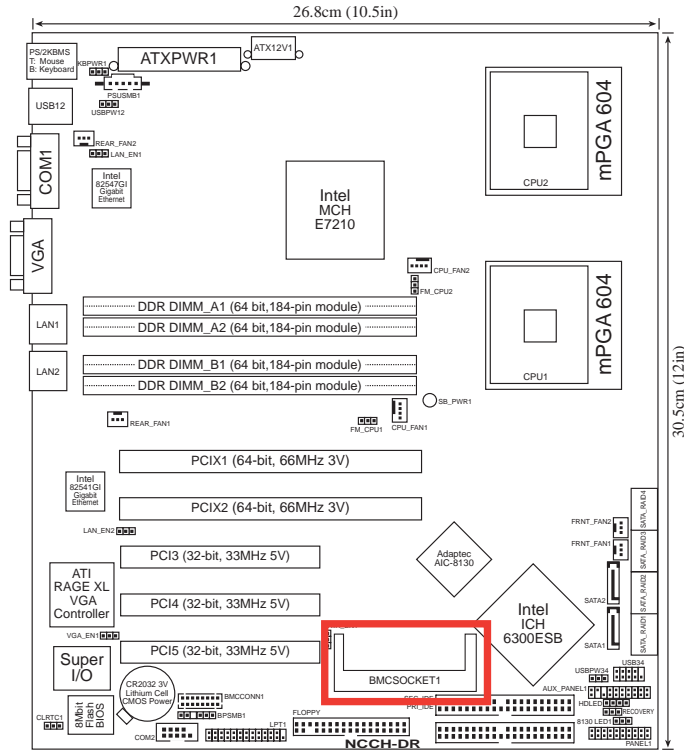 26.8cm (10.5in)
PS/2KBMS
T: Mouse
B: Keyboard
KBPWR1
ATXPWR1
ATX12V1
PSUSMB1
USB12
USBPW12
REAR_FAN2
LAN_EN1
COM1
Intel
82547GI
Gigabit
Ethernet
Intel
MCH
E7210
CPU2
mPGA 604
VGA
CPU_FAN2
FM_CPU2
LAN1
DDR DIMM_A1 (64 bit,184-pin module)
DDR DIMM_A2 (64 bit,184-pin module)
CPU1
mPGA 604
30.5cm (12in)
LAN2
DDR DIMM_B1 (64 bit,184-pin module)
DDR DIMM_B2 (64 bit,184-pin module)
SB_PWR1
REAR_FAN1
FM_CPU1
CPU_FAN1
PCIX1 (64-bit, 66MHz 3V)
Intel
82541GI
Gigabit
Ethernet
PCIX2 (64-bit, 66MHz 3V)
LAN_EN2
FRNT_FAN2
FRNT_FAN1
SATA_RAID4
SATA_RAID3
SATA_RAID2
SATA_RAID1
PCI3 (32-bit, 33MHz 5V)
Adaptec
AIC-8130
ATI
RAGE XL
VGA
Controller
PCI4 (32-bit, 33MHz 5V)
SATA2
Intel
ICH
6300ESB
VGA_EN1
SATA1
PCI5 (32-bit, 33MHz 5V)
Super
I/O
BMCSOCKET1
USBPW34
USB34
CR2032 3V
Lithium Cell
CMOS Power
BMCCONN1
AUX_PANEL1
SEC_IDE
PRI_IDE
HDLED
RECOVERY
8Mbit
Flash
BIOS
CLRTC1
BPSMB1
FLOPPY
COM2
LPT1
8130 LED1
PANEL1
NCCH-DR